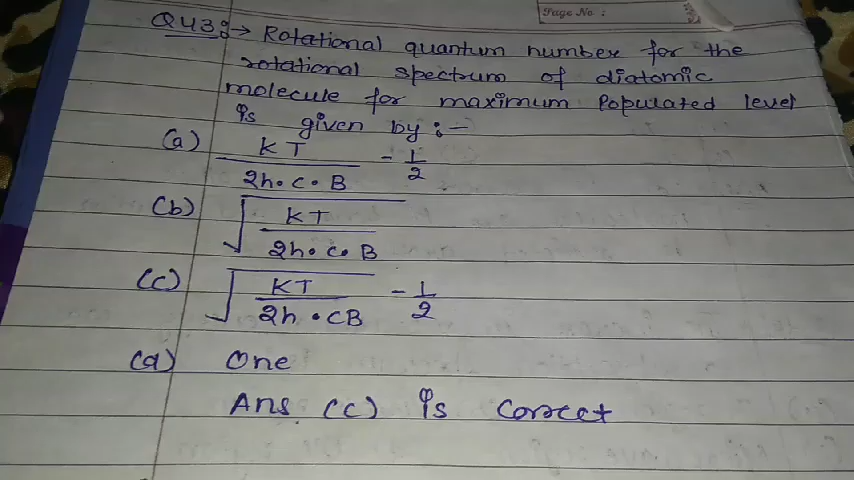 Page No :
Q43:→ Rotational quantum number for the
rotational spectrum of diatomic
molecule for maximum Populated level
is given by :-
(a) KT / 2h.c.B - 1/2
(b) √(KT / 2h.c.B)
(c) √(KT / 2h.CB) - 1/2
(d) One
Ans (c) is correct